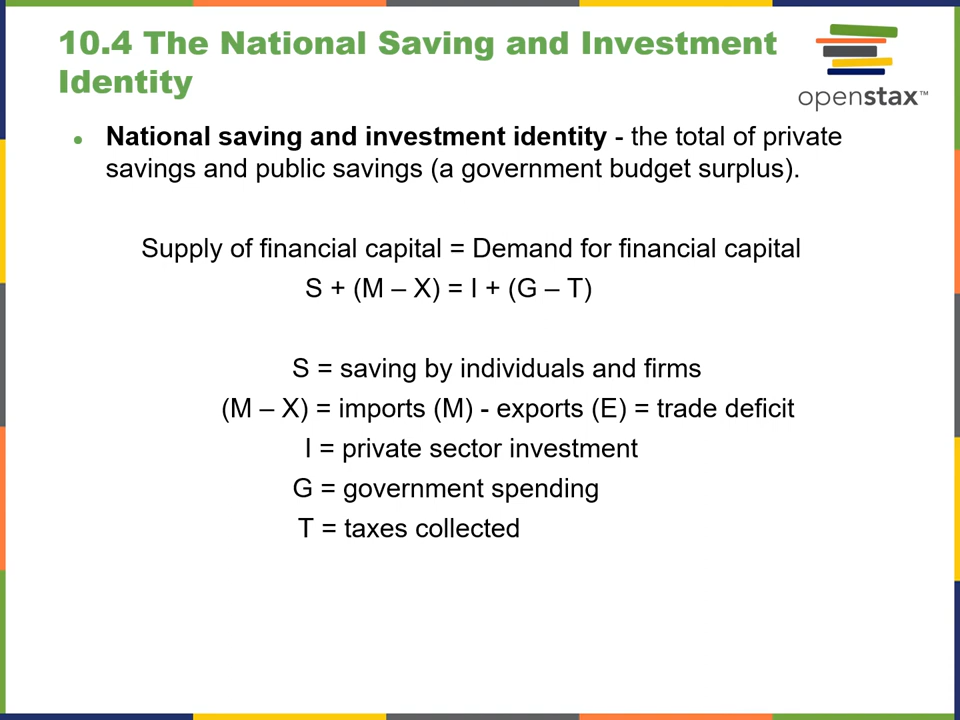 10.4 The National Saving and Investment
Identity
openstax™
● National saving and investment identity - the total of private
savings and public savings (a government budget surplus).
Supply of financial capital = Demand for financial capital
S + (M – X) = I + (G – T)
S = saving by individuals and firms
(M – X) = imports (M) - exports (E) = trade deficit
I = private sector investment
G = government spending
T = taxes collected